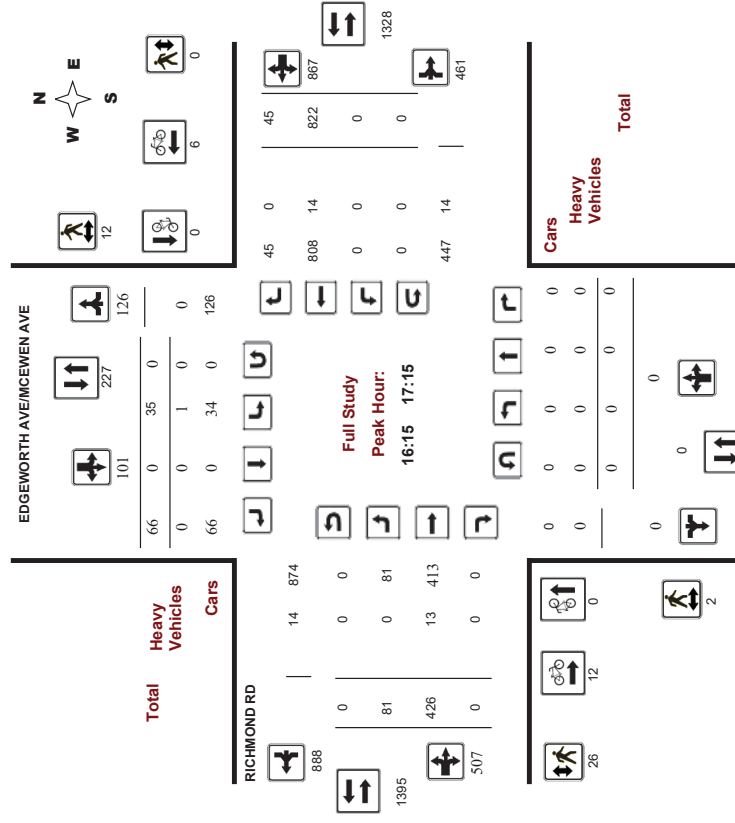 N
W E
S
0
12
0
6
EDGEWORTH AVE/MCEWEN AVE
1328
867
461
45 822 0 0
0 14 0 0 14
45 808 0 0 447
101 227 126
66 0 35 0
0 0 1 0 0
66 0 34 0 126
Total
Heavy
Vehicles
Cars
Full Study
Peak Hour:
16:15 17:15
RICHMOND RD
888
1395
507
14 874
0 0 0
81 0 81
426 13 413
0 0 0
Cars
Heavy
Vehicles
Total
0 0 0 0 0
0 0 0 0 0
0 0 0 0
0 0
0
26
12
0
2